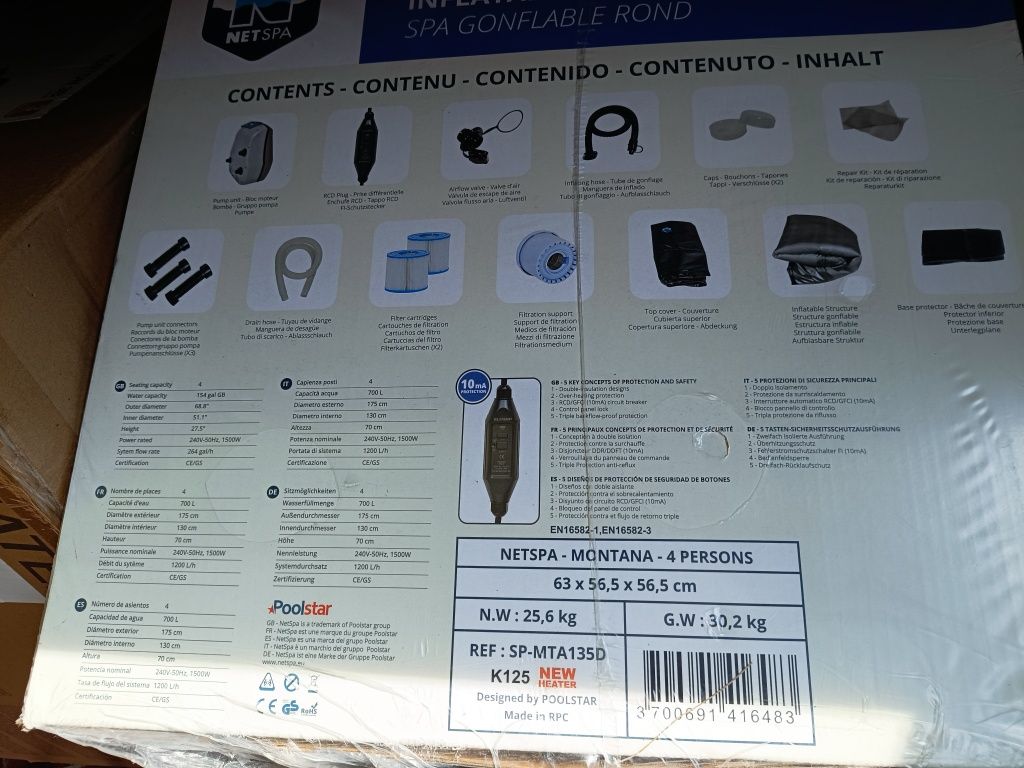 NETSPA
SPA GONFLABLE ROND
CONTENTS - CONTENU - CONTENIDO - CONTENUTO - INHALT
Pump unit - Bloc moteur
Bomba - Gruppo pompa
Pumpe
RCD Plug - Prise différentielle
Enchufe RCD - Tappo RCD
FI-Schutzstecker
Airflow valve - Valve d'air
Válvula de escape de aire
Valvola flusso aria - Luftventil
Inflating hose - Tube de gonflage
Manguera de inflado
Tubo di gonfiaggio - Aufblasschlauch
Caps - Bouchons - Tapones
Tappi - Verschlüsse (X2)
Repair Kit - Kit de réparation
Kit de reparación - Kit di riparazione
Reparaturkit
Pump unit connectors
Raccords du bloc moteur
Conectores de la bomba
Connettorigruppo pompa
Pumpenanschlüsse (X3)
Drain hose - Tuyau de vidange
Manguera de desagüe
Tubo di scarico - Ablassschlauch
Filter cartridges
Cartouches de filtration
Cartuchos de filtro
Cartuccias del filtro
Filterkartuschen (X2)
Filtration support
Support de filtration
Medios de filtración
Mezzi di filtrazione
Filtrationsmedium
Top cover - Couverture
Cubierta superior
Copertura superiore - Abdeckung
Inflatable Structure
Structure gonflable
Estructura inflable
Struttura gonfiabile
Aufblasbare Struktur
Base protector - Bâche de couverture
Protector inferior
Protezione base
Unterlegplane
GB Seating capacity 4
Water capacity 154 gal GB
Outer diameter 68.8"
Inner diameter 51.1"
Height 27.5"
Power rated 240V-50Hz, 1500W
Sytem flow rate 264 gal/h
Certification CE/GS
IT Capienza posti 4
Capacità acque 700 L
Diametro esterno 175 cm
Diametro interno 130 cm
Altezza 70 cm
Potenza nominale 240V-50Hz, 1500W
Portata di sistema 1200 L/h
Certificazione CE/GS
FR Nombre de places 4
Capacité d'eau 700 L
Diamètre extérieur 175 cm
Diamètre intérieur 130 cm
Hauteur 70 cm
Puissance nominale 240V-50Hz, 1500W
Débit du sytème 1200 L/h
Certification CE/GS
DE Sitzmöglichkeiten 4
Wasserfüllmenge 700 L
Außendurchmesser 175 cm
Innendurchmesser 130 cm
Höhe 70 cm
Nennleistung 240V-50Hz, 1500W
Systemdurchsatz 1200 L/h
Zertifizierung CE/GS
ES Número de asientos 4
Capacidad de agua 700 L
Diámetro exterior 175 cm
Diámetro interno 130 cm
Altura 70 cm
Potencia nominal 240V-50Hz, 1500W
Tasa de flujo del sistema 1200 L/h
Certificación CE/GS
Poolstar
GB - NetSpa is a trademark of Poolstar group
FR - NetSpa est une marque du groupe Poolstar
ES - NetSpa es una marca del grupo Poolstar
IT - NetSpa è un marchio del gruppo Poolstar
DE - NetSpa ist eine Marke der Gruppe Poolstar
CE GS RoHS
10mA
PROTECTION
GB - 5 KEY CONCEPTS OF PROTECTION AND SAFETY
1 - Double-insulation designs
2 - Over-heating protection
3 - RCD/GFCI (10mA) circuit breaker
4 - Control panel lock
5 - Triple backflow-proof protection
FR - 5 PRINCIPAUX CONCEPTS DE PROTECTION ET DE SÉCURITÉ
1 - Conception à double isolation
2 - Protection contre la surchauffe
3 - Disjoncteur DDR/DDFT (10mA)
4 - Verrouillage du panneau de commande
5 - Triple Protection anti-reflux
ES - 5 DISEÑOS DE PROTECCIÓN DE SEGURIDAD DE BOTONES
1 - Diseños con doble aislante
2 - Protección contra el sobrecalentamiento
3 - Disyuntor de circuito RCD/GFCI (10mA)
4 - Bloqueo del panel de control
5 - Protección contra el flujo de retorno triple
IT - 5 PROTEZIONI DI SICUREZZA PRINCIPALI
1 - Doppio isolamento
2 - Protezione da surriscaldamento
3 - Interruttore automatico RCD/GFCI (10mA)
4 - Blocco pannello di controllo
5 - Tripla protezione da riflusso
DE - 5 TASTEN-SICHERHEITSSCHUTZAUSFÜHRUNG
1 - Zweifach isolierte Ausführung
2 - Überhitzungsschutz
3 - Fehlerstromschutzschalter FI (10mA)
4 - Bedienfeldsperre
5 - Dreifach-Rücklaufschutz
EN16582-1,EN16582-3
NETSPA - MONTANA - 4 PERSONS
63 x 56,5 x 56,5 cm
N.W : 25,6 kg
G.W : 30,2 kg
REF : SP-MTA135D
K125 NEW HEATER
Designed by POOLSTAR
Made in RPC
3 700691 416483